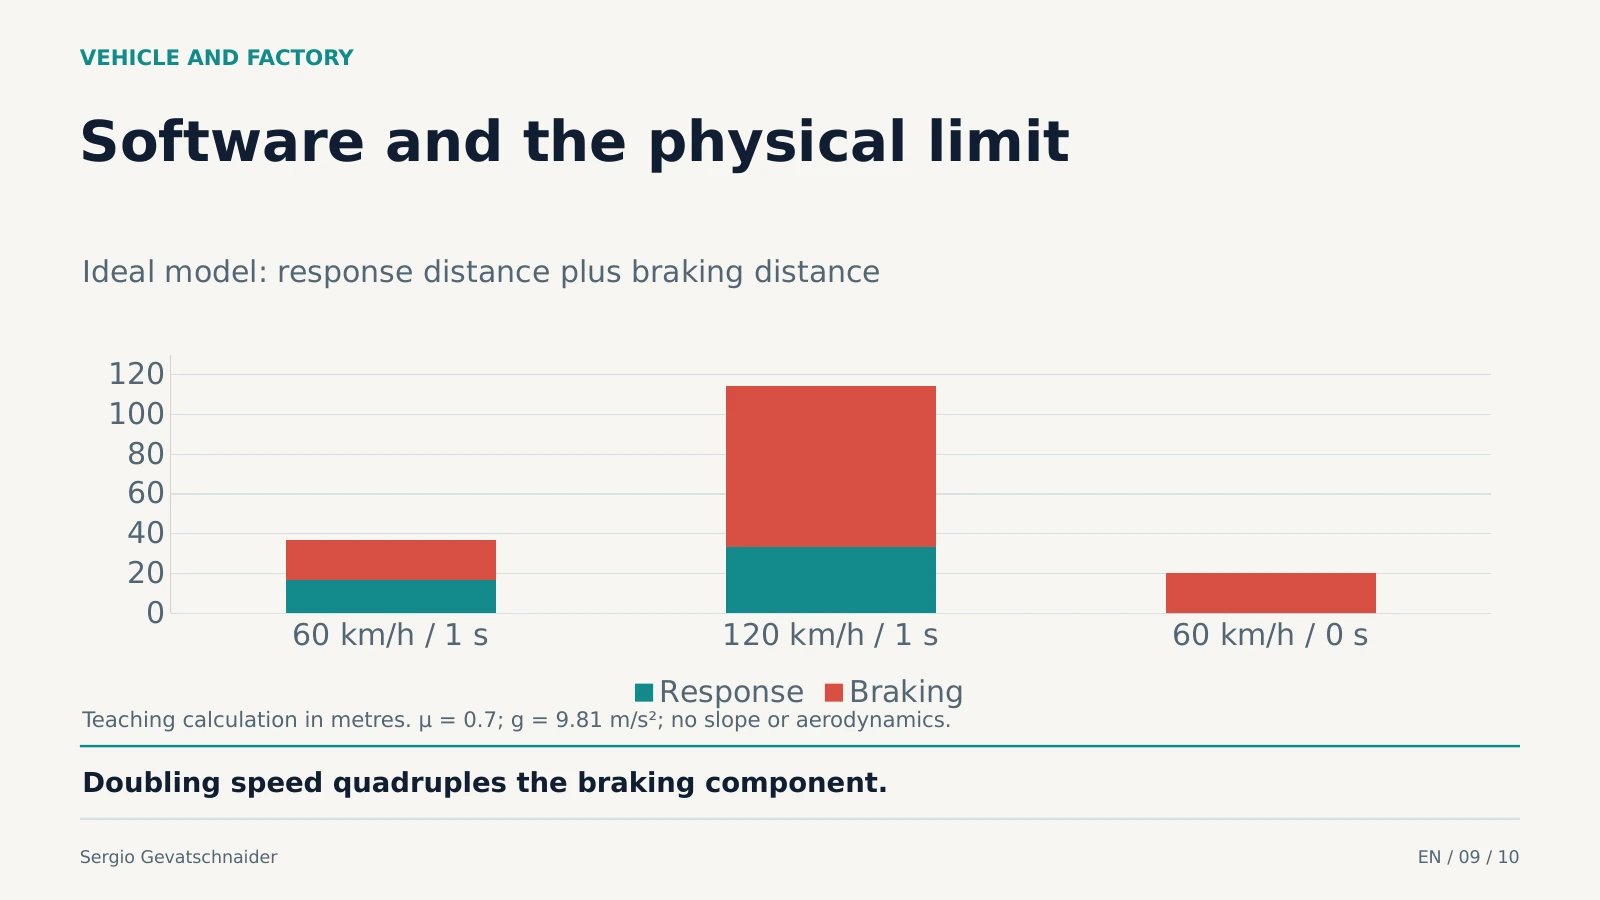 VEHICLE AND FACTORY
Software and the physical limit
Ideal model: response distance plus braking distance
120
100
80
60
40
20
0
60 km/h / 1 s
120 km/h / 1 s
60 km/h / 0 s
Response
Braking
Teaching calculation in metres. μ = 0.7; g = 9.81 m/s²; no slope or aerodynamics.
Doubling speed quadruples the braking component.
Sergio Gevatschnaider
EN / 09 / 10